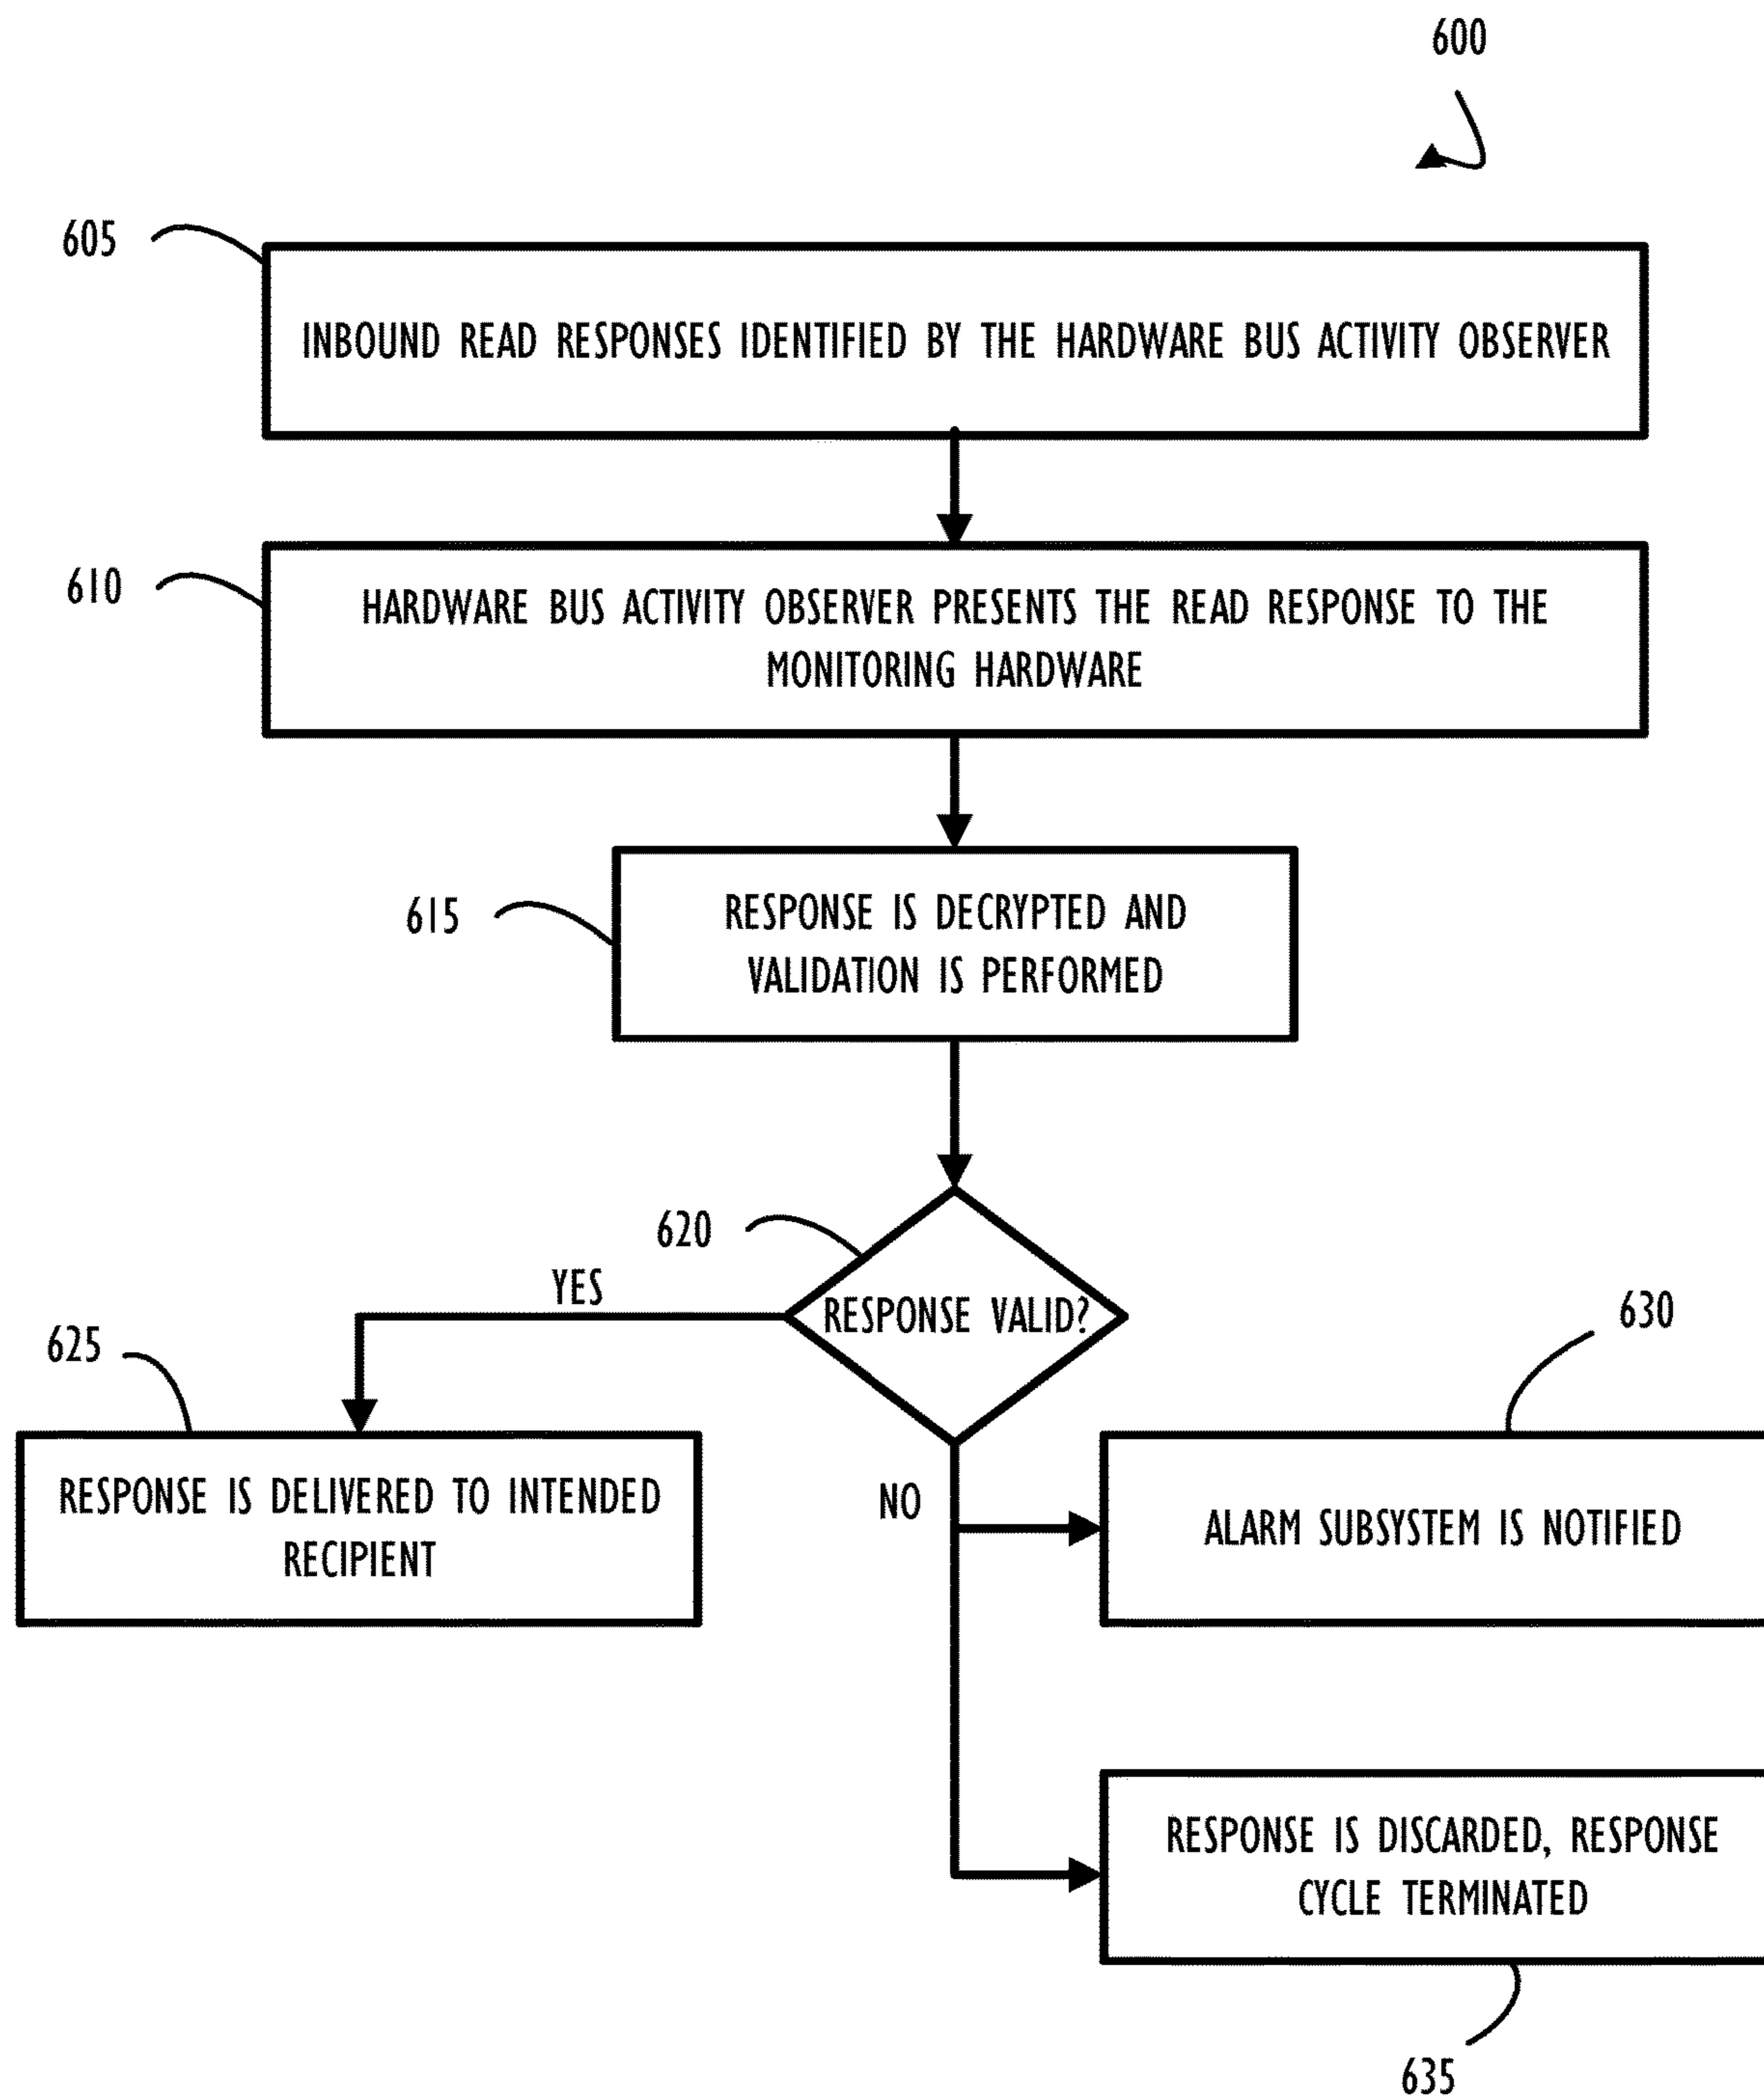 600
605
INBOUND READ RESPONSES IDENTIFIED BY THE HARDWARE BUS ACTIVITY OBSERVER
610
HARDWARE BUS ACTIVITY OBSERVER PRESENTS THE READ RESPONSE TO THE
MONITORING HARDWARE
615
RESPONSE IS DECRYPTED AND
VALIDATION IS PERFORMED
620
RESPONSE VALID?
YES
625
RESPONSE IS DELIVERED TO INTENDED
RECIPIENT
NO
630
ALARM SUBSYSTEM IS NOTIFIED
RESPONSE IS DISCARDED, RESPONSE
CYCLE TERMINATED
635